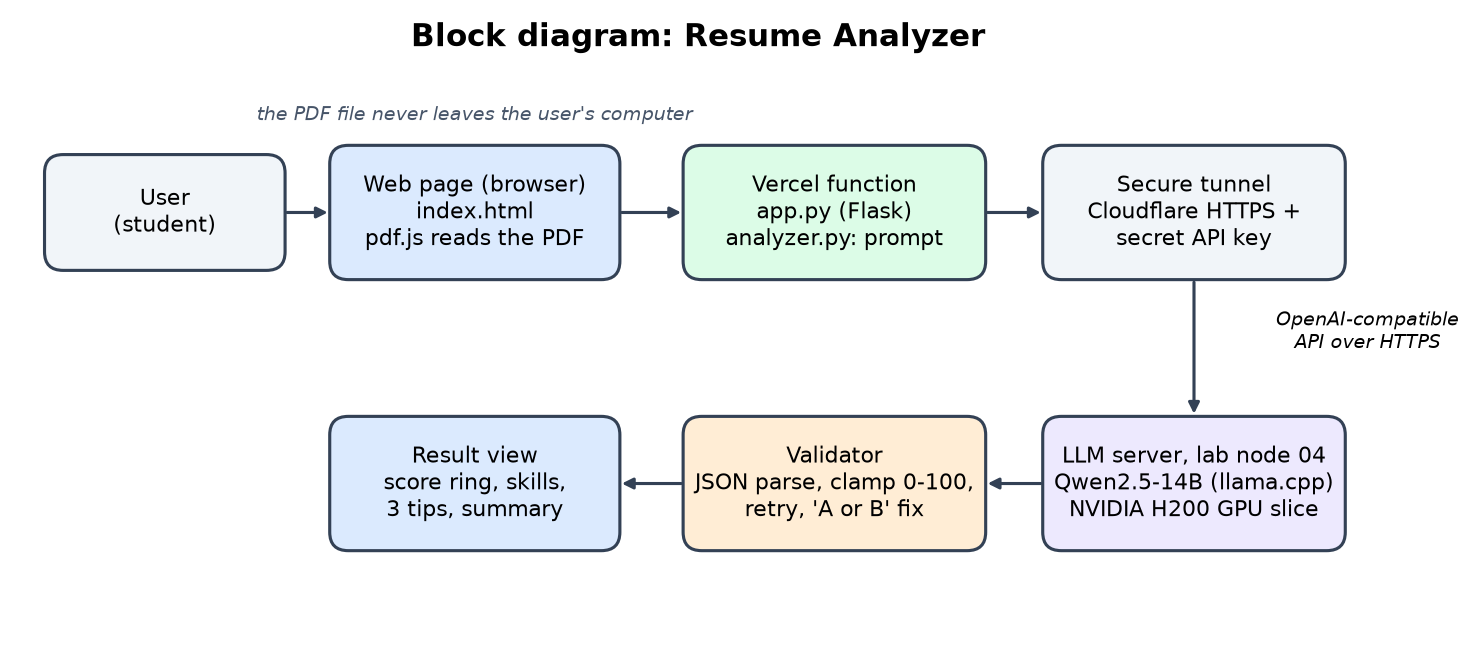 Block diagram: Resume Analyzer
the PDF file never leaves the user's computer
User
(student)
Web page (browser)
index.html
pdf.js reads the PDF
Vercel function
app.py (Flask)
analyzer.py: prompt
Secure tunnel
Cloudflare HTTPS +
secret API key
OpenAI-compatible
API over HTTPS
Result view
score ring, skills,
3 tips, summary
Validator
JSON parse, clamp 0-100,
retry, 'A or B' fix
LLM server, lab node 04
Qwen2.5-14B (llama.cpp)
NVIDIA H200 GPU slice